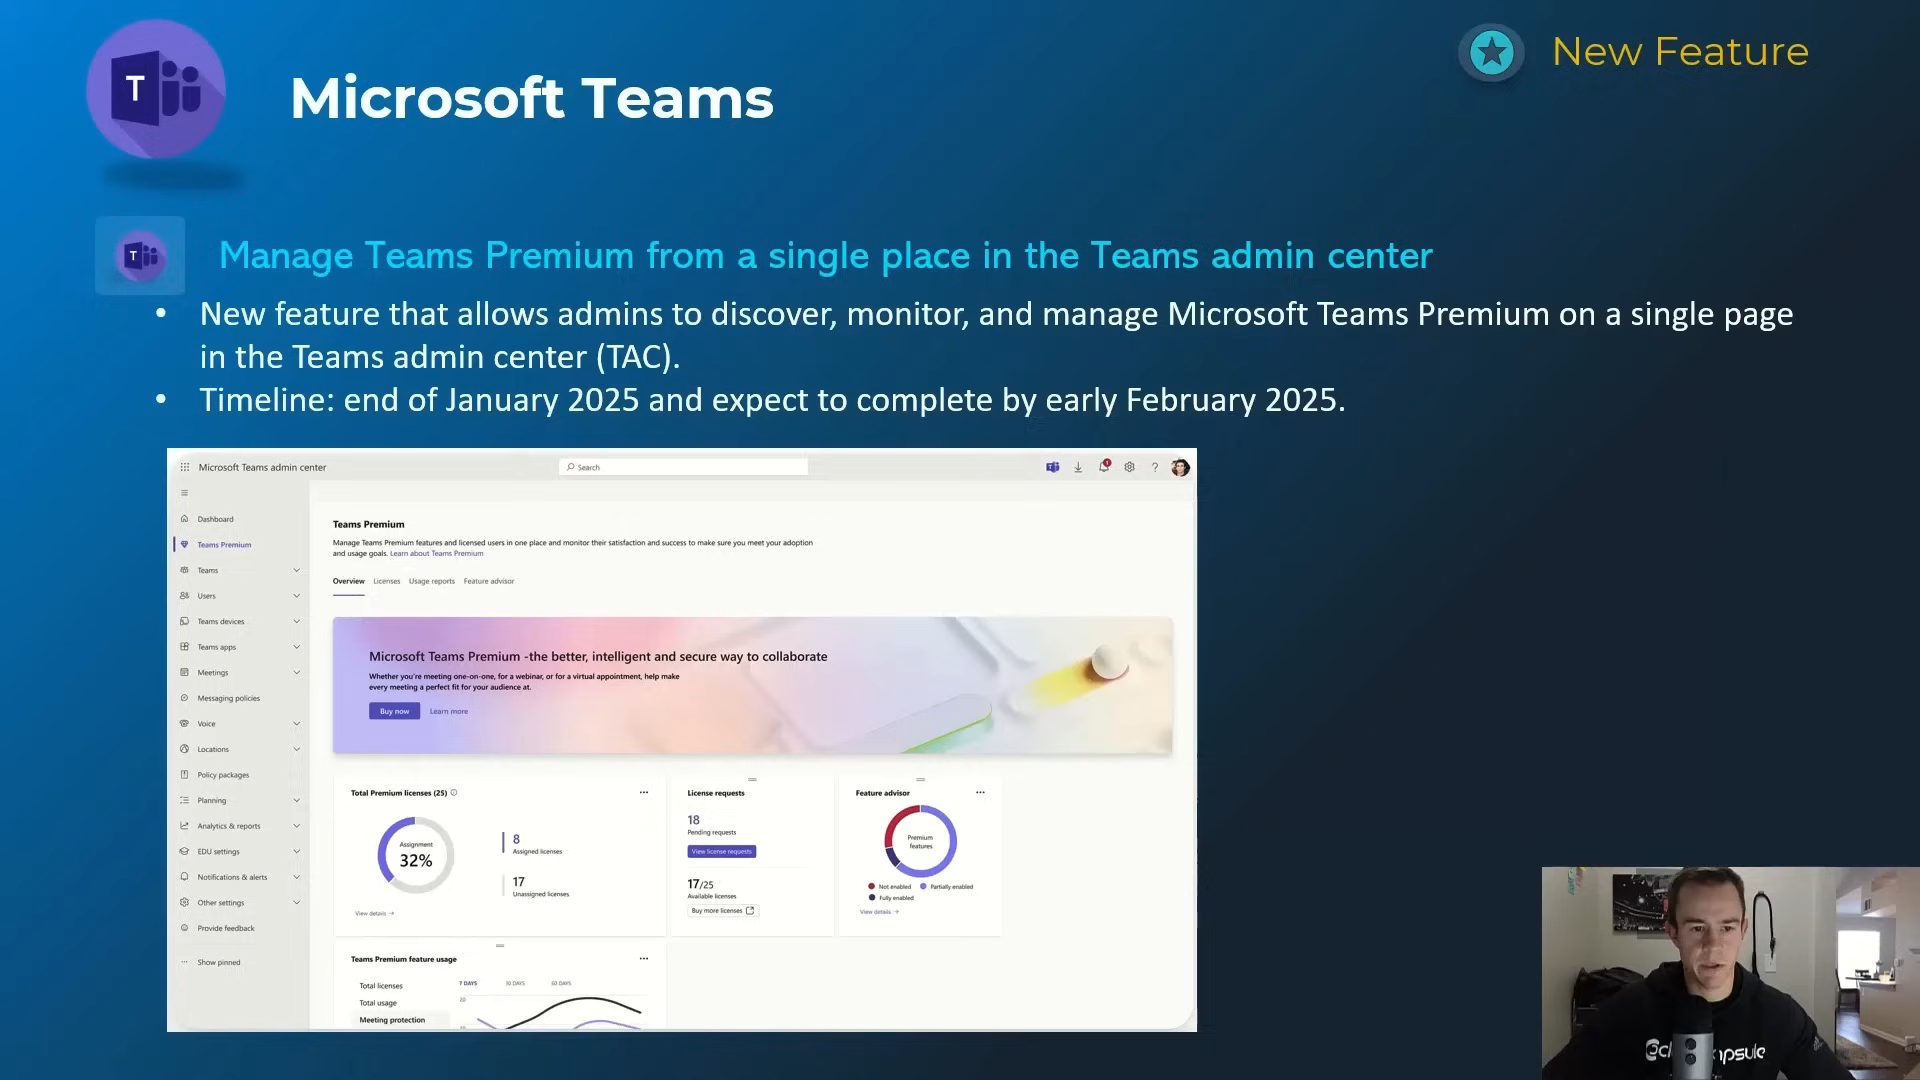 New Feature
T
Microsoft Teams
T
Manage Teams Premium from a single place in the Teams admin center
• New feature that allows admins to discover, monitor, and manage Microsoft Teams Premium on a single page
in the Teams admin center (TAC).
• Timeline: end of January 2025 and expect to complete by early February 2025.
Microsoft Teams admin center
Search
?
Dashboard
Teams Premium
Teams
Users
Teams devices
Teams apps
Meetings
Messaging policies
Voice
Locations
Policy packages
Planning
Analytics & reports
EDU settings
Notifications & alerts
Other settings
Provide feedback
Show pinned
Teams Premium
Manage Teams Premium features and licensed users in one place and monitor their satisfaction and success to make sure you meet your adoption
and usage goals. Learn about Teams Premium
Overview Licenses Usage reports Feature advisor
Microsoft Teams Premium -the better, intelligent and secure way to collaborate
Whether you're meeting one-on-one, for a webinar, or for a virtual appointment, help make
every meeting a perfect fit for your audience at.
Buy now Learn more
Total Premium licenses (25)
Assignment
32%
8
Assigned licenses
17
Unassigned licenses
View details →
License requests
18
Pending requests
View license requests
17/25
Available licenses
Buy more licenses
Feature advisor
Premium
features
Not enabled Partially enabled
Fully enabled
View details →
Teams Premium feature usage
Total licenses
Total usage
Meeting protection
7 DAYS 30 DAYS 60 DAYS
20